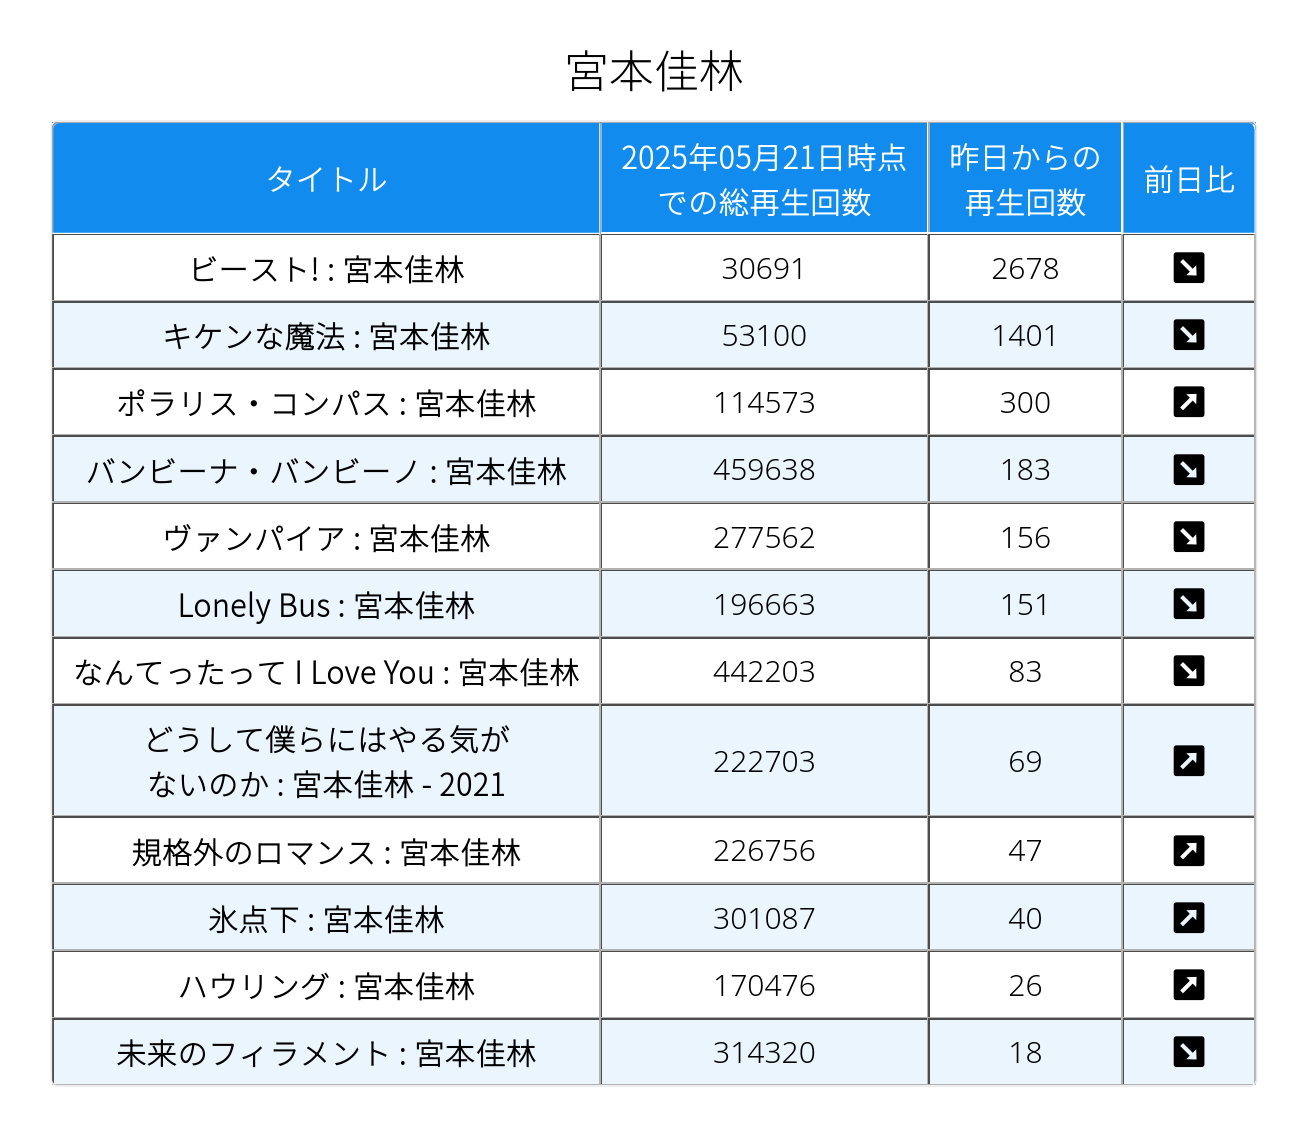 宮本佳林
タイトル
2025年05月21日時点
での総再生回数
昨日からの
再生回数
前日比
ビースト! : 宮本佳林
30691
2678
キケンな魔法 : 宮本佳林
53100
1401
ポラリス・コンパス : 宮本佳林
114573
300
バンビーナ・バンビーノ : 宮本佳林
459638
183
ヴァンパイア : 宮本佳林
277562
156
Lonely Bus : 宮本佳林
196663
151
なんてったって I Love You : 宮本佳林
442203
83
どうして僕らにはやる気が
ないのか : 宮本佳林 - 2021
222703
69
規格外のロマンス : 宮本佳林
226756
47
氷点下 : 宮本佳林
301087
40
ハウリング : 宮本佳林
170476
26
未来のフィラメント : 宮本佳林
314320
18